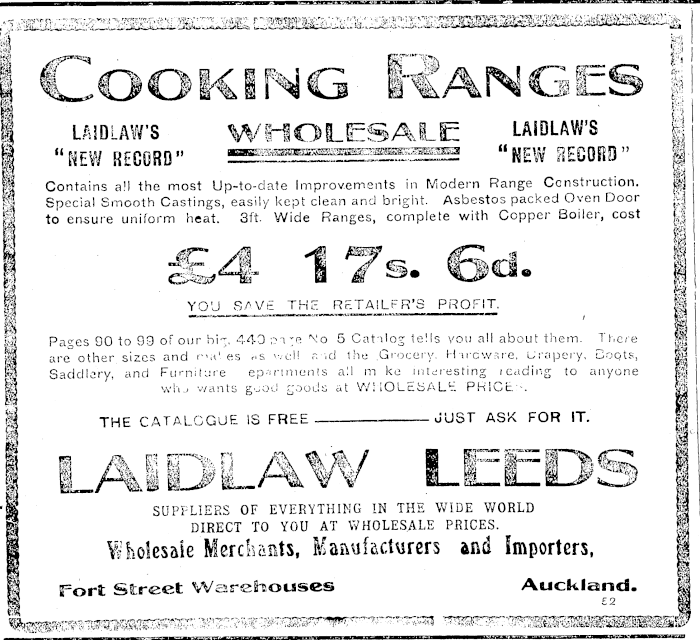 COOKING RANGES
LAIDLAW'S WHOLESALE LAIDLAW'S
"NEW RECORD" "NEW RECORD"
Contains all the most Up-to-date Improvements in Modern Range Construction.
Special Smooth Castings, easily kept clean and bright. Asbestos packed Oven Door
to ensure uniform heat. 3ft. Wide Ranges, complete with Copper Boiler, cost
£4 17s. 6d.
YOU SAVE THE RETAILER'S PROFIT.
Pages 90 to 99 of our big, 440 page No 5 Catalog tells you all about them. There
are other sizes and makes as well and the Grocery, Hardware, Drapery, Boots,
Saddlery, and Furniture epartments all m ke interesting reading to anyone
who wants good goods at WHOLESALE PRICE
THE CATALOGUE IS FREE JUST ASK FOR IT.
LAIDLAW LEEDS
SUPPLIERS OF EVERYTHING IN THE WIDE WORLD
DIRECT TO YOU AT WHOLESALE PRICES.
Wholesale Merchants, Manufacturers and Importers,
Fort Street Warehouses Auckland.
£2